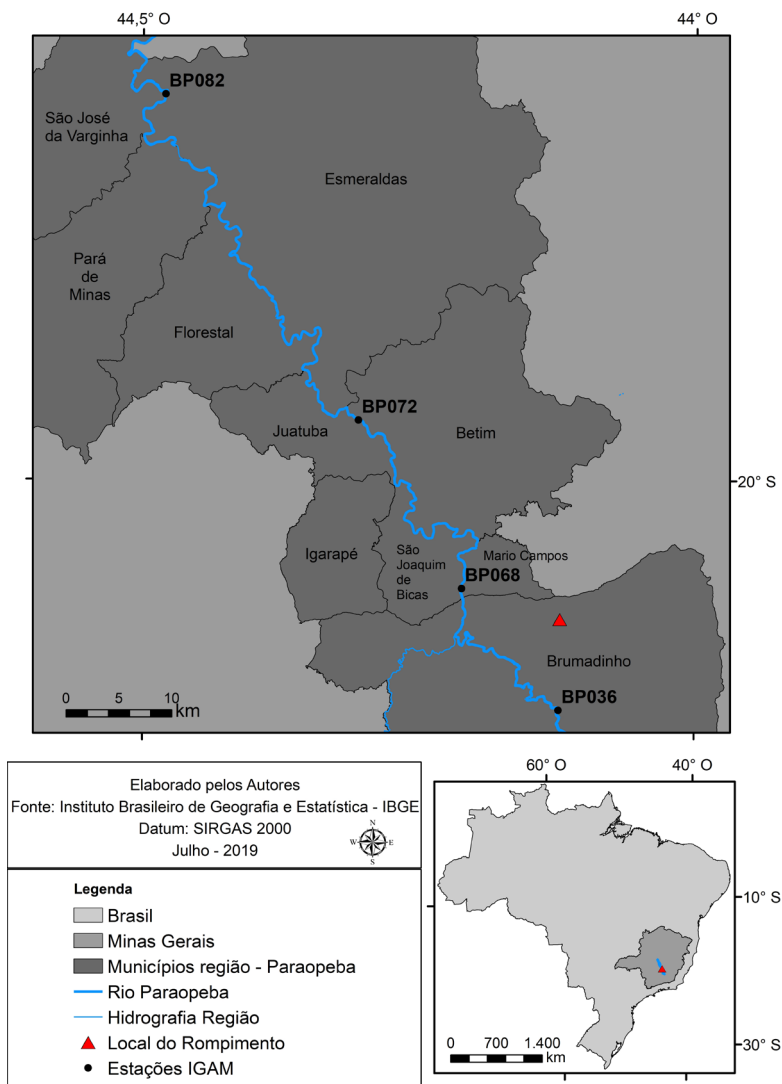 44,5° O
44° O
BP082
São José
da Varginha
Esmeraldas
Pará
de
Minas
Florestal
BP072
Juatuba
Betim
20° S
Igarapé
São
Joaquim
de
Bicas
Mario Campos
BP068
Brumadinho
BP036
0 5 10
km
Elaborado pelos Autores
Fonte: Instituto Brasileiro de Geografia e Estatística - IBGE
Datum: SIRGAS 2000
Julho - 2019
N
W E
S
Legenda
Brasil
Minas Gerais
Municípios região - Paraopeba
Rio Paraopeba
Hidrografia Região
Local do Rompimento
Estações IGAM
60° O
40° O
10° S
30° S
0 700 1.400
km